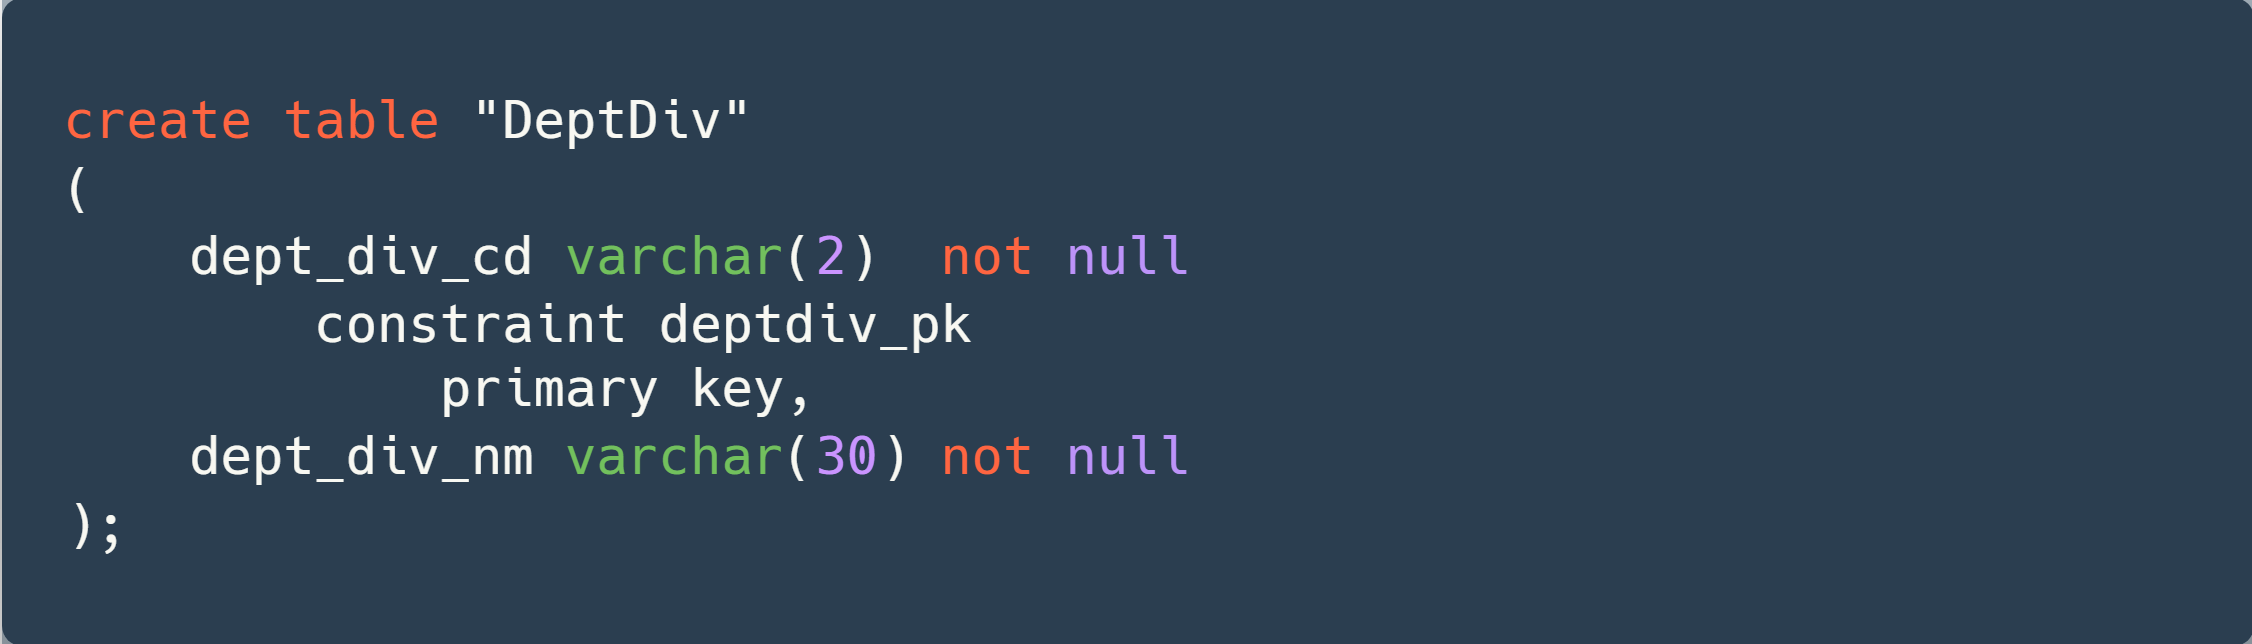 create table "DeptDiv"
(
    dept_div_cd varchar(2)  not null
        constraint deptdiv_pk
            primary key,
    dept_div_nm varchar(30) not null
);